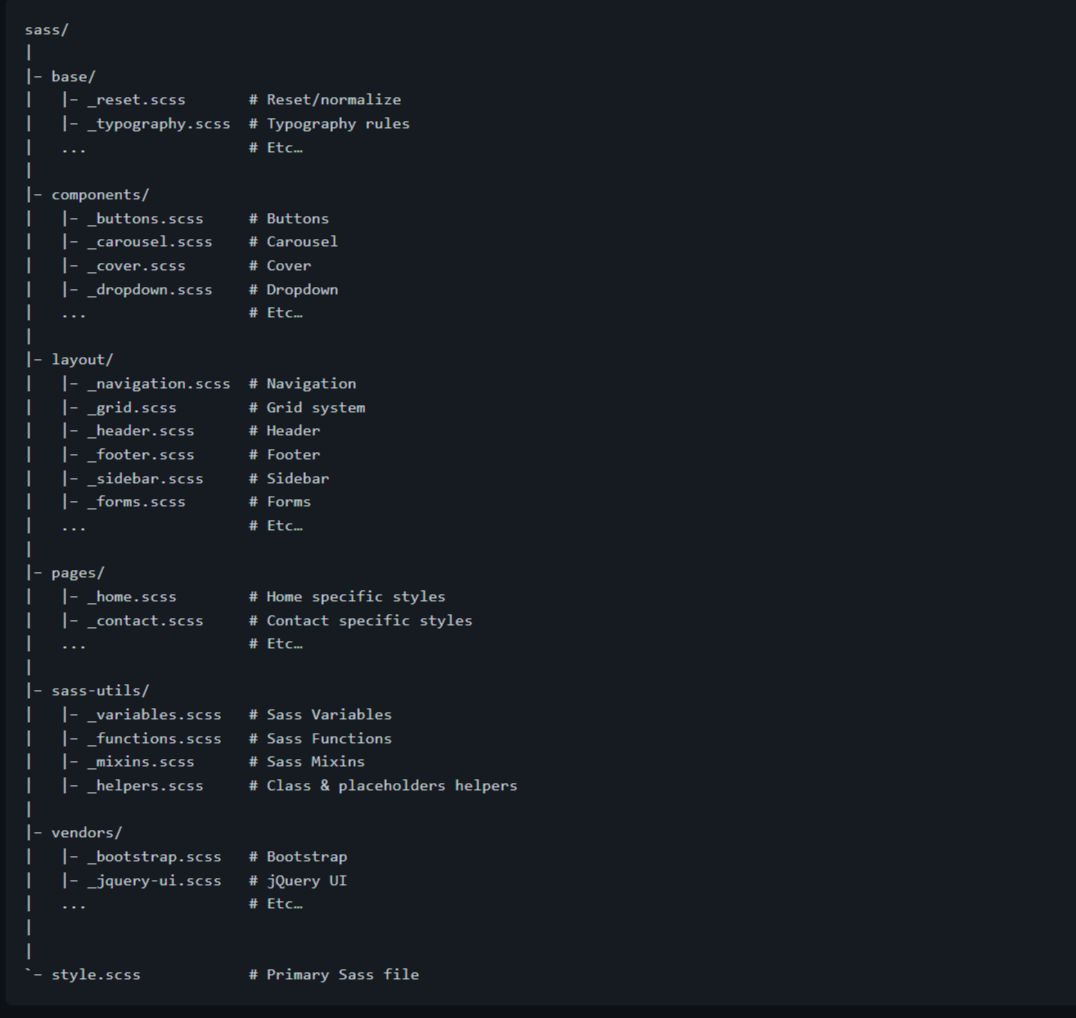 sass/
|
|- base/
|   |- _reset.scss       # Reset/normalize
|   |- _typography.scss  # Typography rules
|   ...                  # Etc…
|
|- components/
|   |- _buttons.scss     # Buttons
|   |- _carousel.scss    # Carousel
|   |- _cover.scss       # Cover
|   |- _dropdown.scss    # Dropdown
|   ...                  # Etc…
|
|- layout/
|   |- _navigation.scss  # Navigation
|   |- _grid.scss        # Grid system
|   |- _header.scss      # Header
|   |- _footer.scss      # Footer
|   |- _sidebar.scss     # Sidebar
|   |- _forms.scss       # Forms
|   ...                  # Etc…
|
|- pages/
|   |- _home.scss        # Home specific styles
|   |- _contact.scss     # Contact specific styles
|   ...                  # Etc…
|
|- sass-utils/
|   |- _variables.scss   # Sass Variables
|   |- _functions.scss   # Sass Functions
|   |- _mixins.scss      # Sass Mixins
|   |- _helpers.scss     # Class & placeholders helpers
|
|- vendors/
|   |- _bootstrap.scss   # Bootstrap
|   |- _jquery-ui.scss   # jQuery UI
|   ...                  # Etc…
|
|
`- style.scss            # Primary Sass file